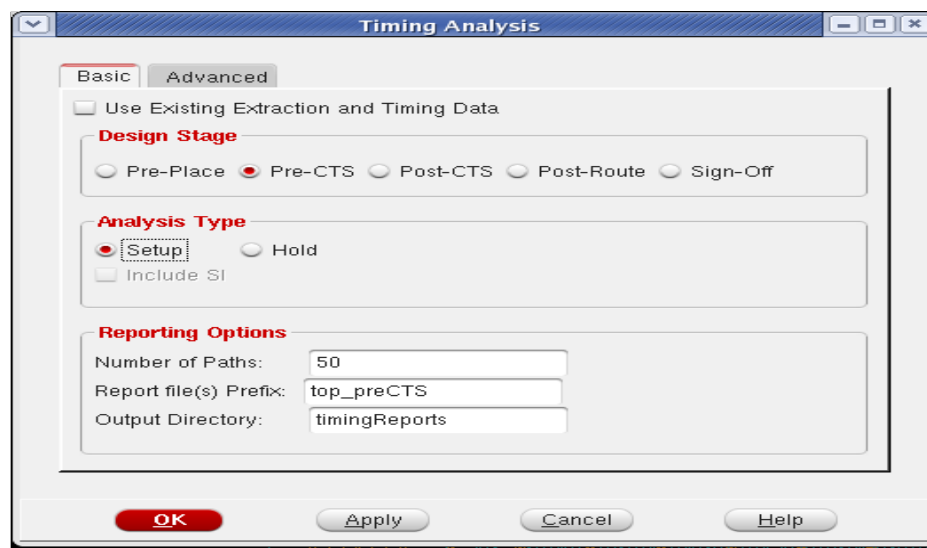 Timing Analysis
Basic Advanced
Use Existing Extraction and Timing Data
Design Stage
Pre-Place Pre-CTS Post-CTS Post-Route Sign-Off
Analysis Type
Setup Hold
Include SI
Reporting Options
Number of Paths: 50
Report file(s) Prefix: top_preCTS
Output Directory: timingReports
OK Apply Cancel Help